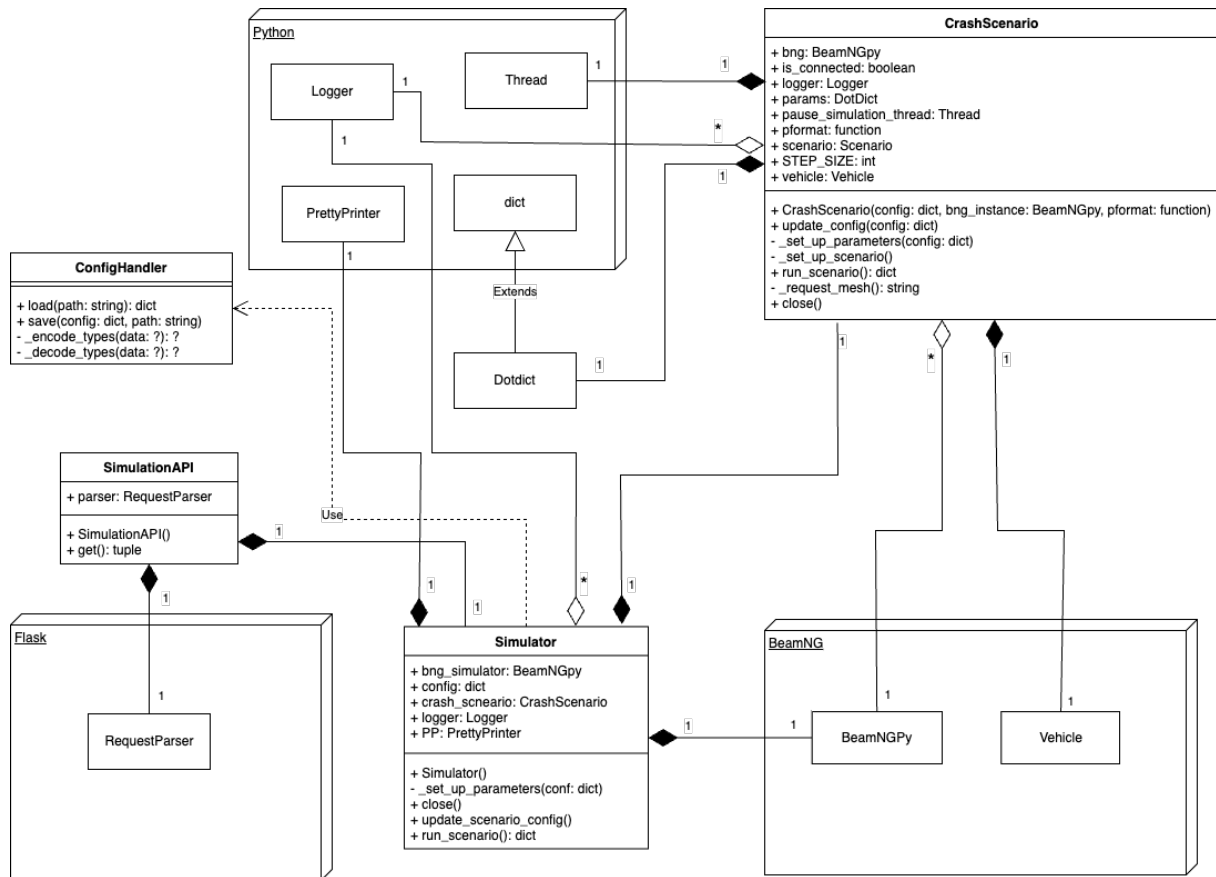 Python
Logger
1
Thread
1
1
*
1
1
PrettyPrinter
1
dict
Extends
Dotdict
1
CrashScenario
+ bng: BeamNGpy
+ is_connected: boolean
+ logger: Logger
+ params: DotDict
+ pause_simulation_thread: Thread
+ pformat: function
+ scenario: Scenario
+ STEP_SIZE: int
+ vehicle: Vehicle
+ CrashScenario(config: dict, bng_instance: BeamNGpy, pformat: function)
+ update_config(config: dict)
- _set_up_parameters(config: dict)
- _set_up_scenario()
+ run_scenario(): dict
- _request_mesh(): string
+ close()
1
*
1
ConfigHandler
+ load(path: string): dict
+ save(config: dict, path: string)
- _encode_types(data: ?): ?
- _decode_types(data: ?): ?
SimulationAPI
+ parser: RequestParser
+ SimulationAPI()
+ get(): tuple
1
1
Use
1
1
*
1
Flask
1
RequestParser
Simulator
+ bng_simulator: BeamNGpy
+ config: dict
+ crash_scneario: CrashScenario
+ logger: Logger
+ PP: PrettyPrinter
+ Simulator()
- _set_up_parameters(conf: dict)
+ close()
+ update_scenario_config()
+ run_scenario(): dict
1
BeamNG
1
1
BeamNGPy
1
Vehicle